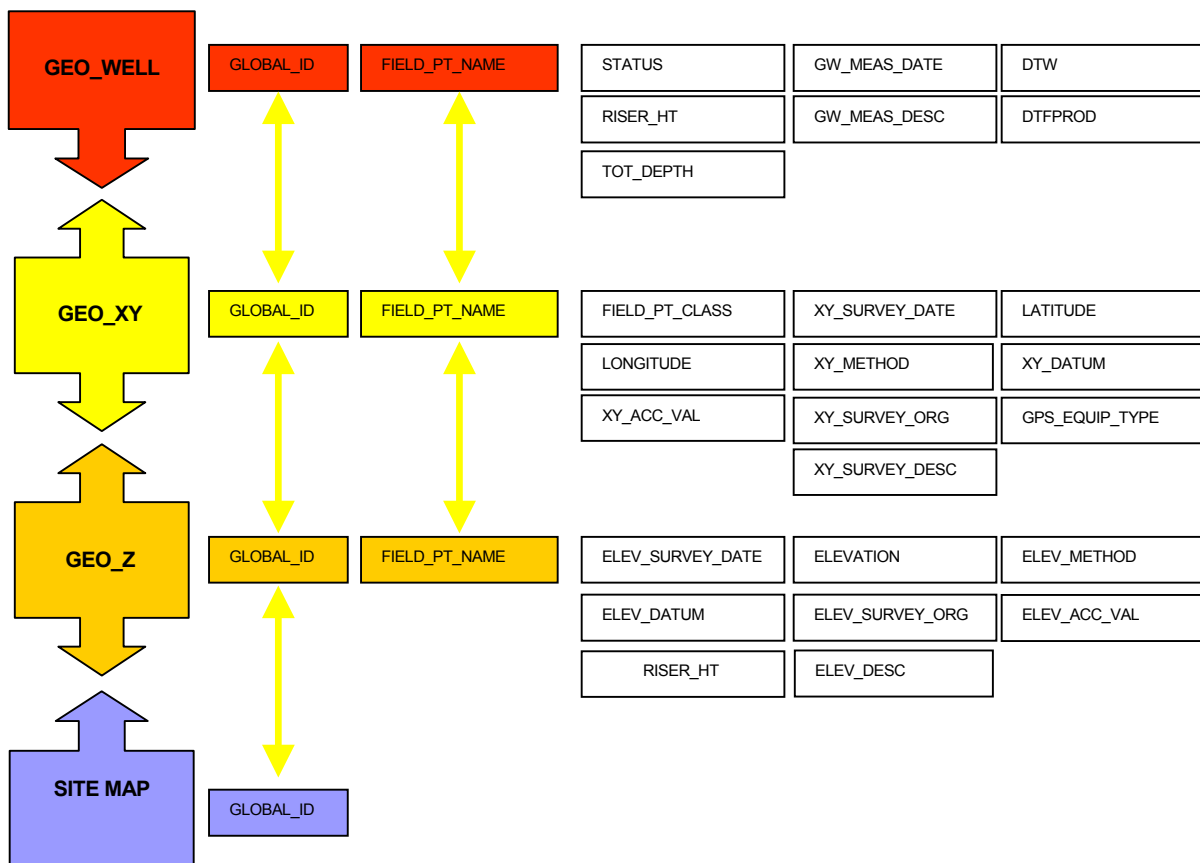 GEO_WELL
GLOBAL_ID
FIELD_PT_NAME
STATUS
GW_MEAS_DATE
DTW
RISER_HT
GW_MEAS_DESC
DTFPROD
TOT_DEPTH
GEO_XY
GLOBAL_ID
FIELD_PT_NAME
FIELD_PT_CLASS
XY_SURVEY_DATE
LATITUDE
LONGITUDE
XY_METHOD
XY_DATUM
XY_ACC_VAL
XY_SURVEY_ORG
GPS_EQUIP_TYPE
XY_SURVEY_DESC
GEO_Z
GLOBAL_ID
FIELD_PT_NAME
ELEV_SURVEY_DATE
ELEVATION
ELEV_METHOD
ELEV_DATUM
ELEV_SURVEY_ORG
ELEV_ACC_VAL
RISER_HT
ELEV_DESC
SITE MAP
GLOBAL_ID